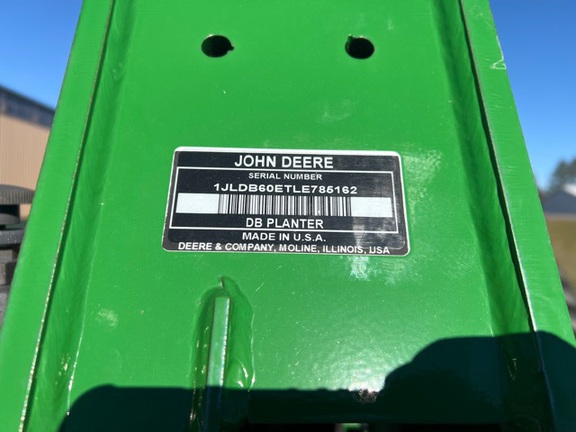 JOHN DEERE
SERIAL NUMBER
1JLDB60ETLE785162
DB PLANTER
MADE IN U.S.A.
DEERE & COMPANY, MOLINE, ILLINOIS, USA